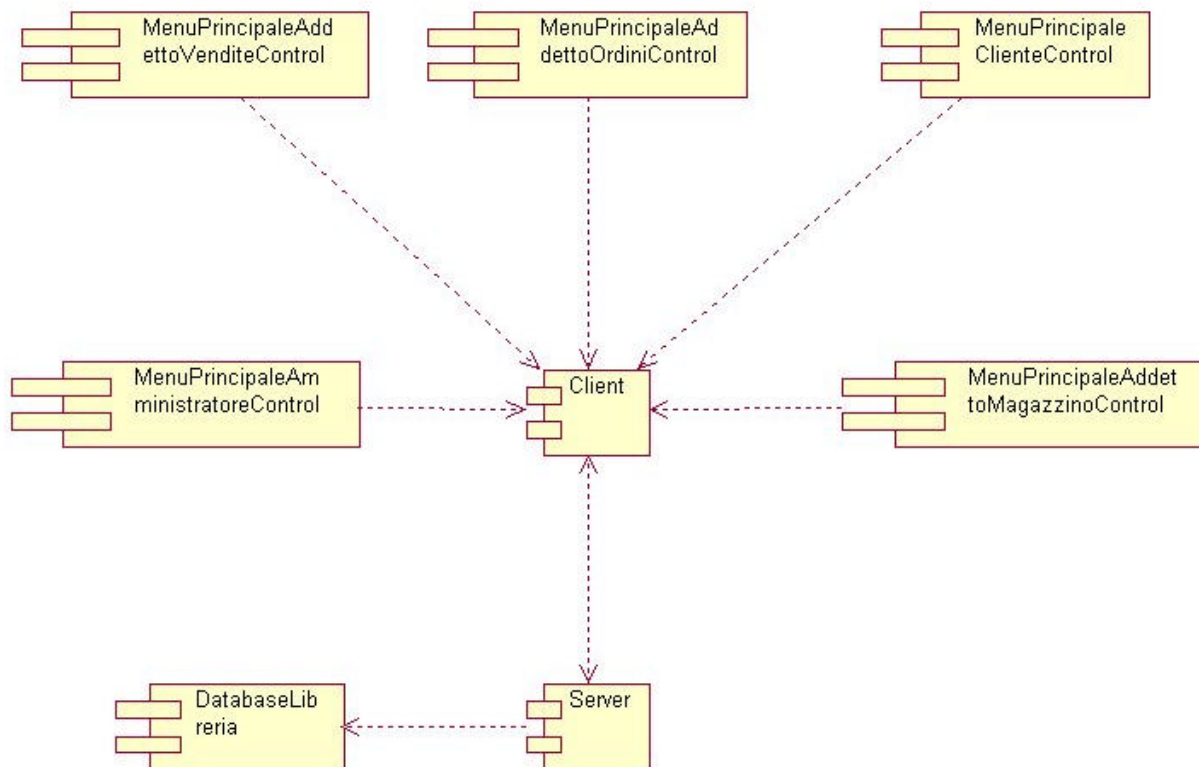 MenuPrincipaleAdd
ettoVenditeControl
MenuPrincipaleAd
dettoOrdiniControl
MenuPrincipale
ClienteControl
MenuPrincipaleAm
ministratoreControl
Client
MenuPrincipaleAddet
toMagazzinoControl
DatabaseLib
reria
Server